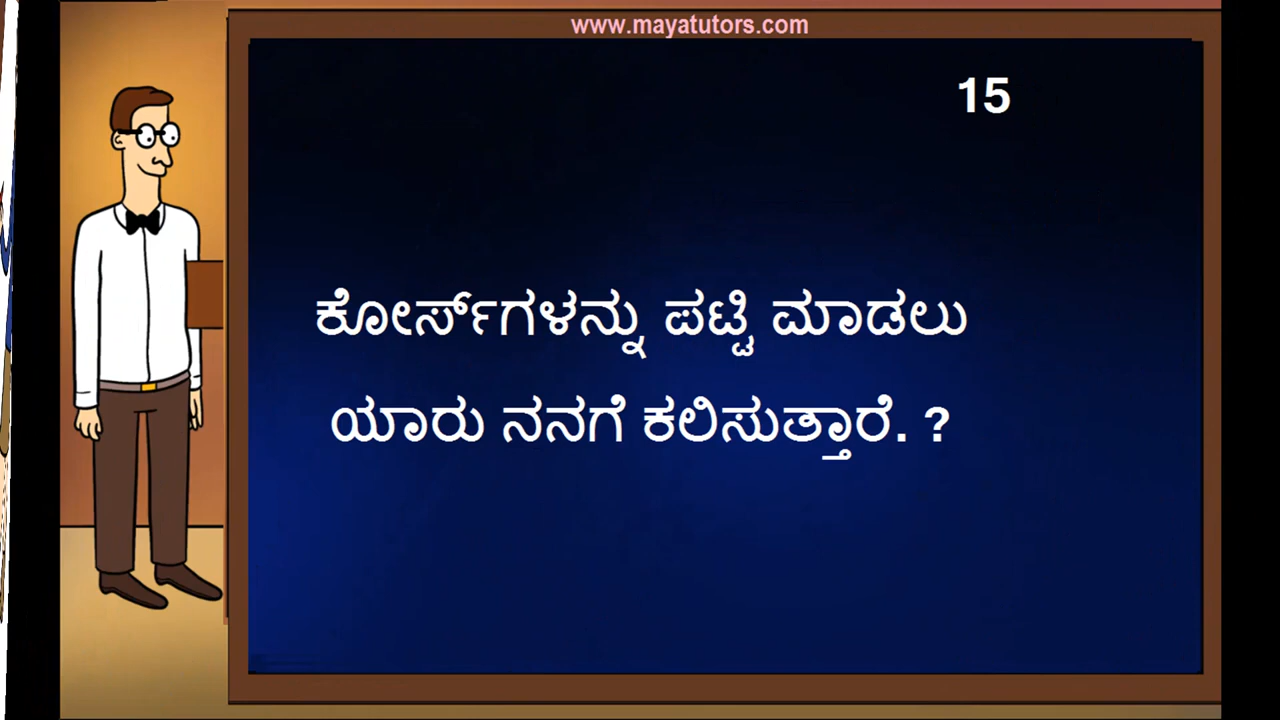 www.mayatutors.com
15
ಕೋರ್ಸ್‌ಗಳನ್ನು ಪಟ್ಟಿ ಮಾಡಲು
ಯಾರು ನನಗೆ ಕಲಿಸುತ್ತಾರೆ. ?